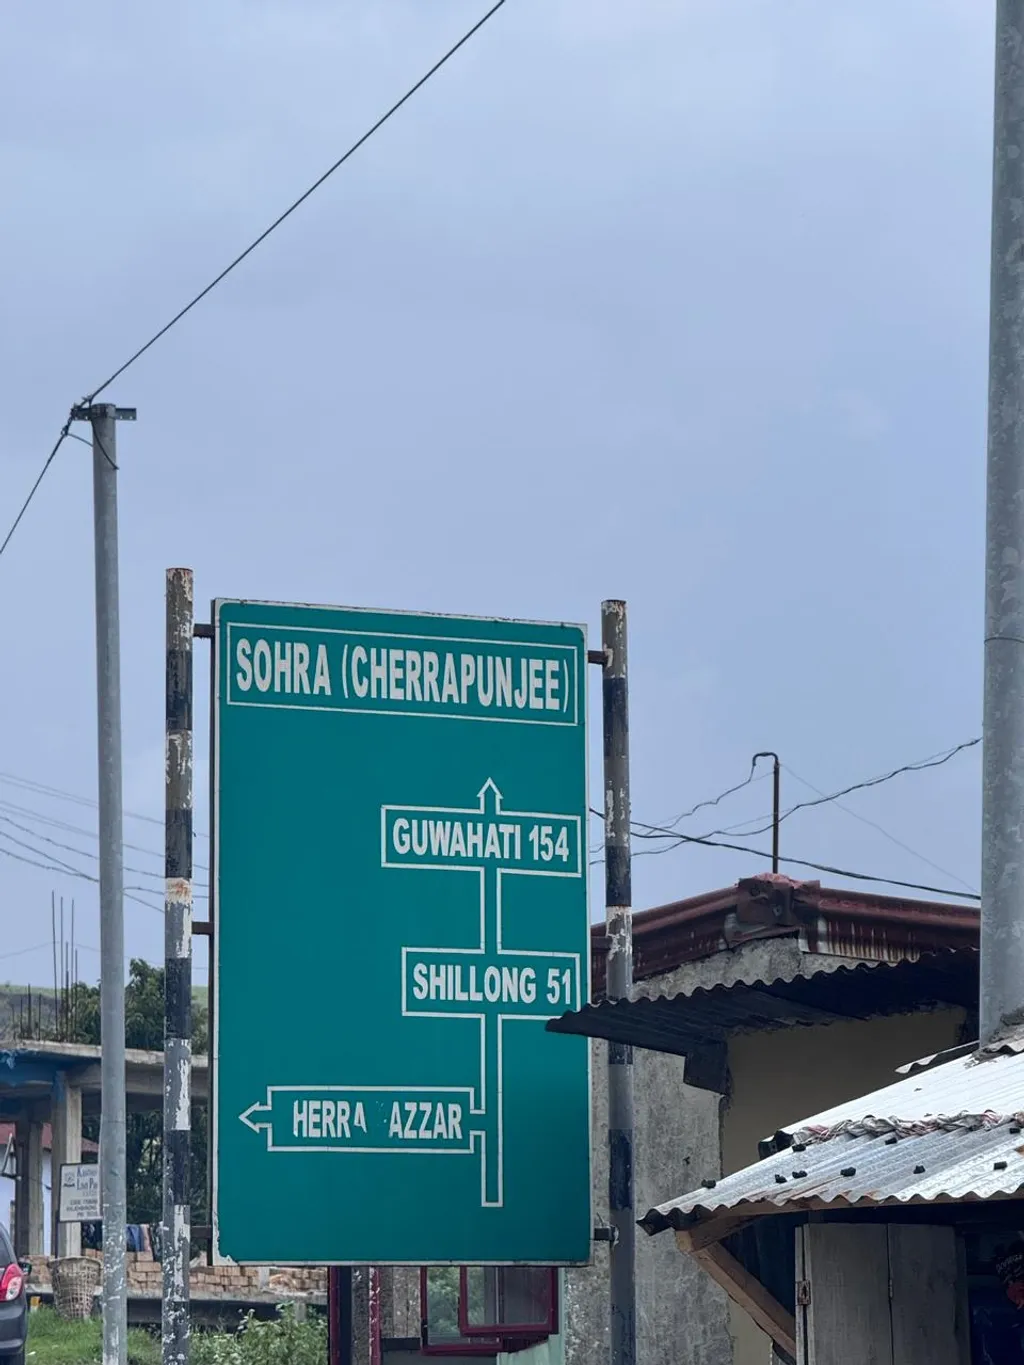 SOHRA (CHERRAPUNJEE)
GUWAHATI 154
SHILLONG 51
HERRA AZZAR